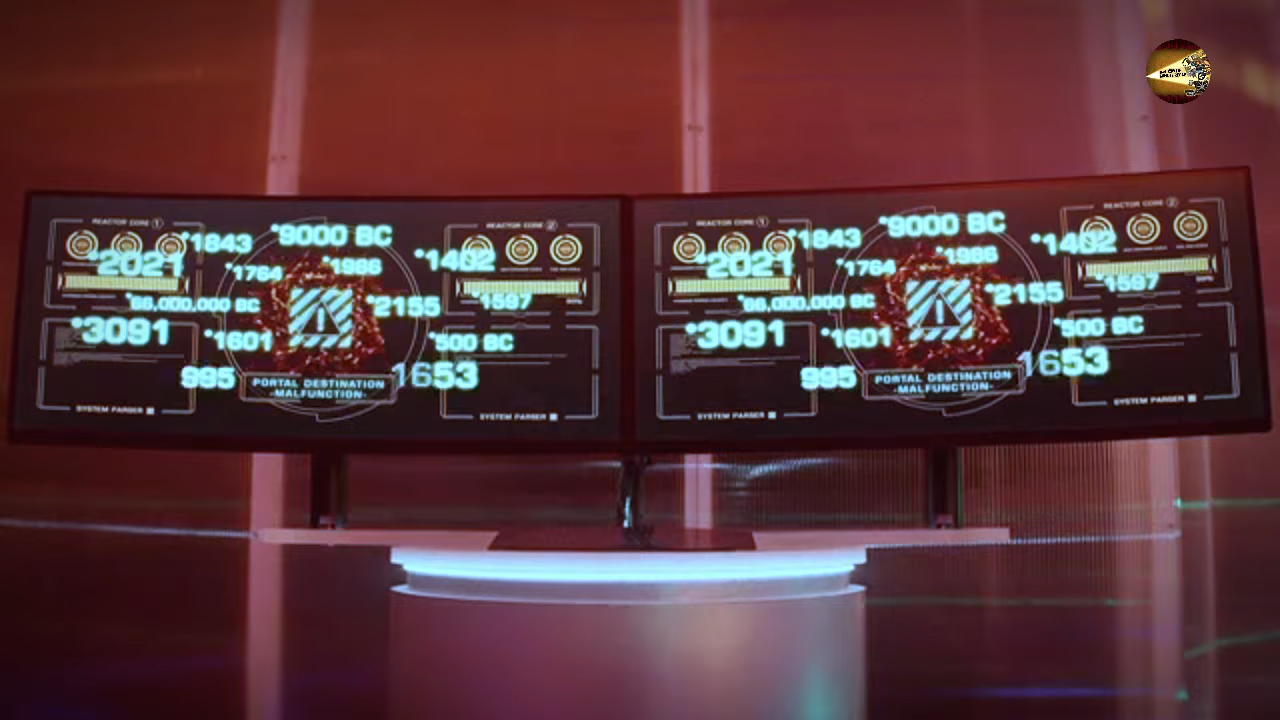 REACTOR CORE 1
REACTOR CORE 2
*9000 BC
*1843
*2021
*1764
*1986
*1402
*66,000,000 BC
*2155
*1597
*3091
*1601
*500 BC
995
1653
PORTAL DESTINATION
-MALFUNCTION-
SYSTEM PARSER
SYSTEM PARSER
REACTOR CORE 1
REACTOR CORE 2
*9000 BC
*1843
*2021
*1764
*1986
*1402
*66,000,000 BC
*2155
*1597
*3091
*1601
*500 BC
995
1653
PORTAL DESTINATION
-MALFUNCTION-
SYSTEM PARSER
SYSTEM PARSER